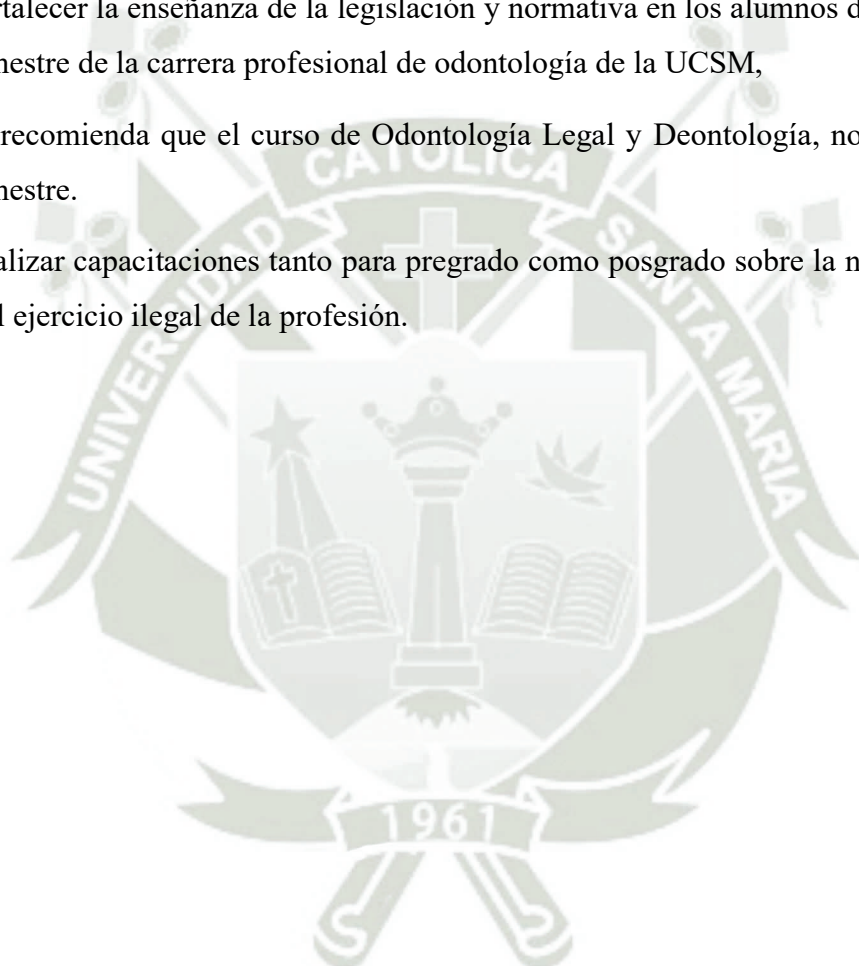 rtalecer la enseñanza de la legislación y normativa en los alumnos d
nestre de la carrera profesional de odontología de la UCSM,
recomienda que el curso de Odontología Legal y Deontología, no
nestre.
alizar capacitaciones tanto para pregrado como posgrado sobre la n
l ejercicio ilegal de la profesión.
UNIVERSIDAD CATOLICA SANTA MARIA
1961